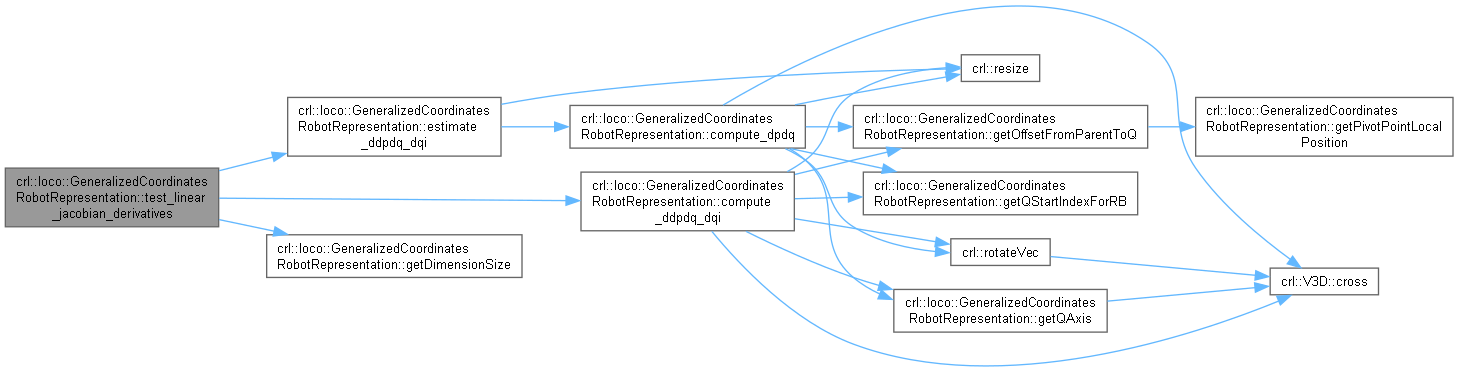 crl::loco::GeneralizedCoordinates
RobotRepresentation::test_linear
_jacobian_derivatives
crl::loco::GeneralizedCoordinates
RobotRepresentation::estimate
_ddpdq_dqi
crl::loco::GeneralizedCoordinates
RobotRepresentation::compute
_ddpdq_dqi
crl::loco::GeneralizedCoordinates
RobotRepresentation::getDimensionSize
crl::loco::GeneralizedCoordinates
RobotRepresentation::compute_dpdq
crl::resize
crl::loco::GeneralizedCoordinates
RobotRepresentation::getOffsetFromParentToQ
crl::loco::GeneralizedCoordinates
RobotRepresentation::getQStartIndexForRB
crl::rotateVec
crl::loco::GeneralizedCoordinates
RobotRepresentation::getQAxis
crl::loco::GeneralizedCoordinates
RobotRepresentation::getPivotPointLocal
Position
crl::V3D::cross